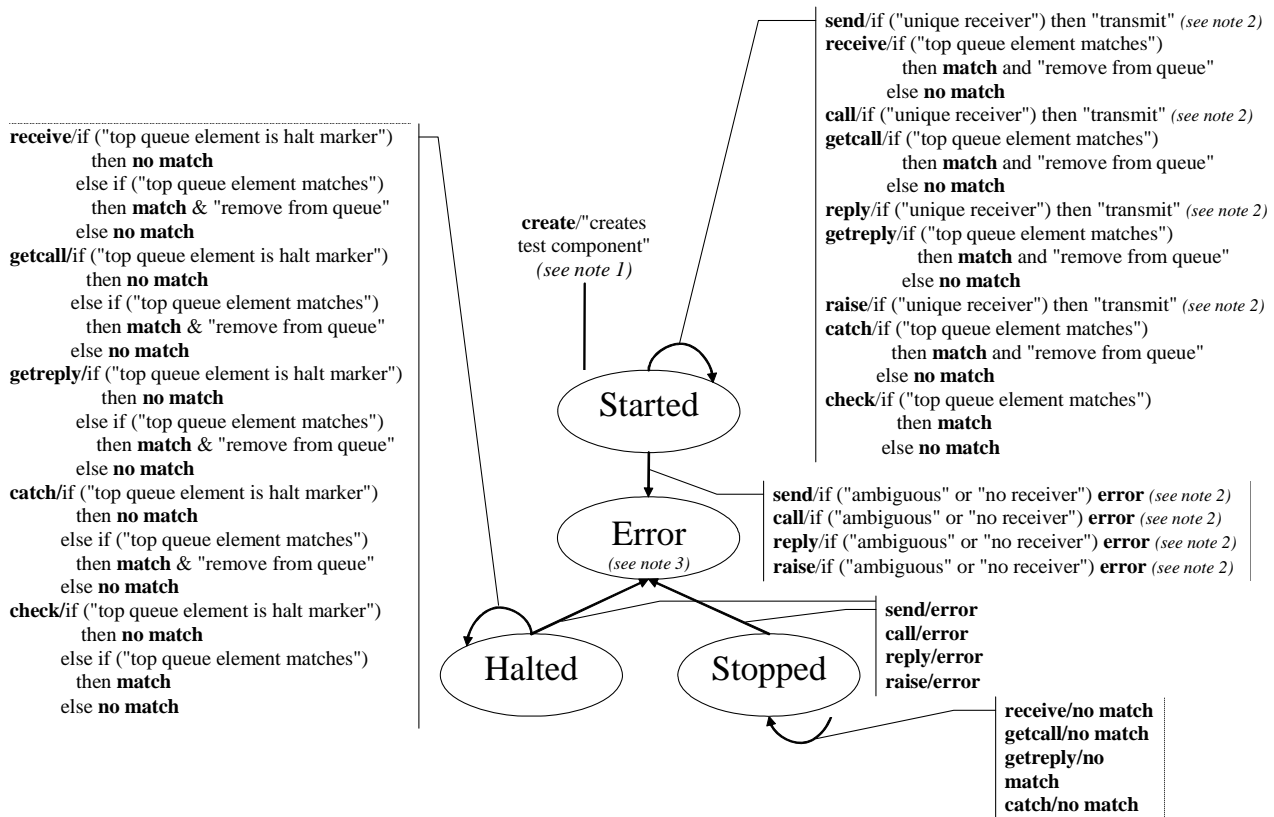 send/if ("unique receiver") then "transmit" (see note 2)
receive/if ("top queue element matches")
then match and "remove from queue"
else no match
call/if ("unique receiver") then "transmit" (see note 2)
getcall/if ("top queue element matches")
then match and "remove from queue"
else no match
reply/if ("unique receiver") then "transmit" (see note 2)
getreply/if ("top queue element matches")
then match and "remove from queue"
else no match
raise/if ("unique receiver") then "transmit" (see note 2)
catch/if ("top queue element matches")
then match and "remove from queue"
else no match
check/if ("top queue element matches")
then match
else no match
receive/if ("top queue element is halt marker")
then no match
else if ("top queue element matches")
then match & "remove from queue"
else no match
getcall/if ("top queue element is halt marker")
then no match
else if ("top queue element matches")
then match & "remove from queue"
else no match
getreply/if ("top queue element is halt marker")
then no match
else if ("top queue element matches")
then match & "remove from queue"
else no match
catch/if ("top queue element is halt marker")
then no match
else if ("top queue element matches")
then match & "remove from queue"
else no match
check/if ("top queue element is halt marker")
then no match
else if ("top queue element matches")
then match
else no match
create/"creates
test component"
(see note 1)
Started
send/if ("ambiguous" or "no receiver") error (see note 2)
call/if ("ambiguous" or "no receiver") error (see note 2)
reply/if ("ambiguous" or "no receiver") error (see note 2)
raise/if ("ambiguous" or "no receiver") error (see note 2)
Error
(see note 3)
send/error
call/error
reply/error
raise/error
Halted
Stopped
receive/no match
getcall/no match
getreply/no
match
catch/no match